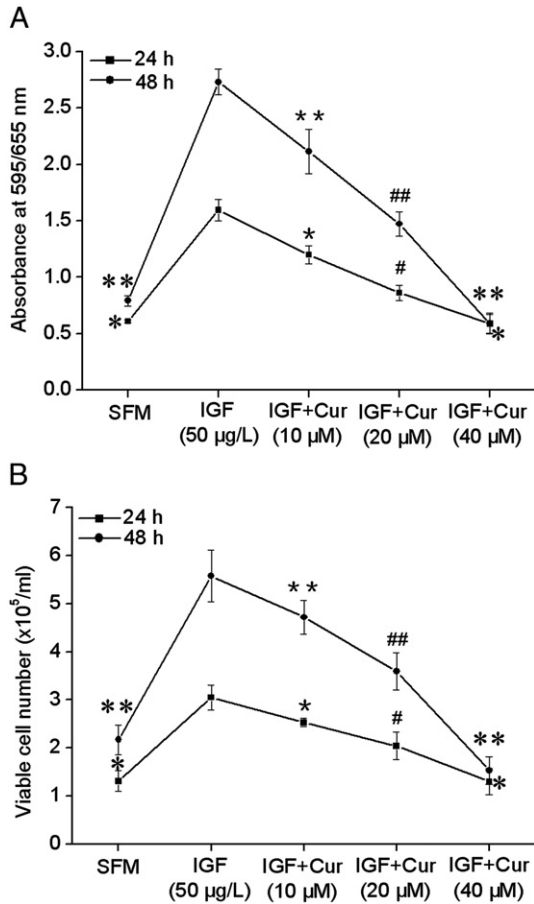 A
24 h
48 h
Absorbance at 595/655 nm
3.0
2.5
2.0
1.5
1.0
0.5
0.0
**
*
**
*
##
#
**
*
SFM
IGF
(50 µg/L)
IGF+Cur
(10 µM)
IGF+Cur
(20 µM)
IGF+Cur
(40 µM)
B
24 h
48 h
Viable cell number (x10⁵/ml)
7
6
5
4
3
2
1
0
**
*
**
*
##
#
**
*
SFM
IGF
(50 µg/L)
IGF+Cur
(10 µM)
IGF+Cur
(20 µM)
IGF+Cur
(40 µM)